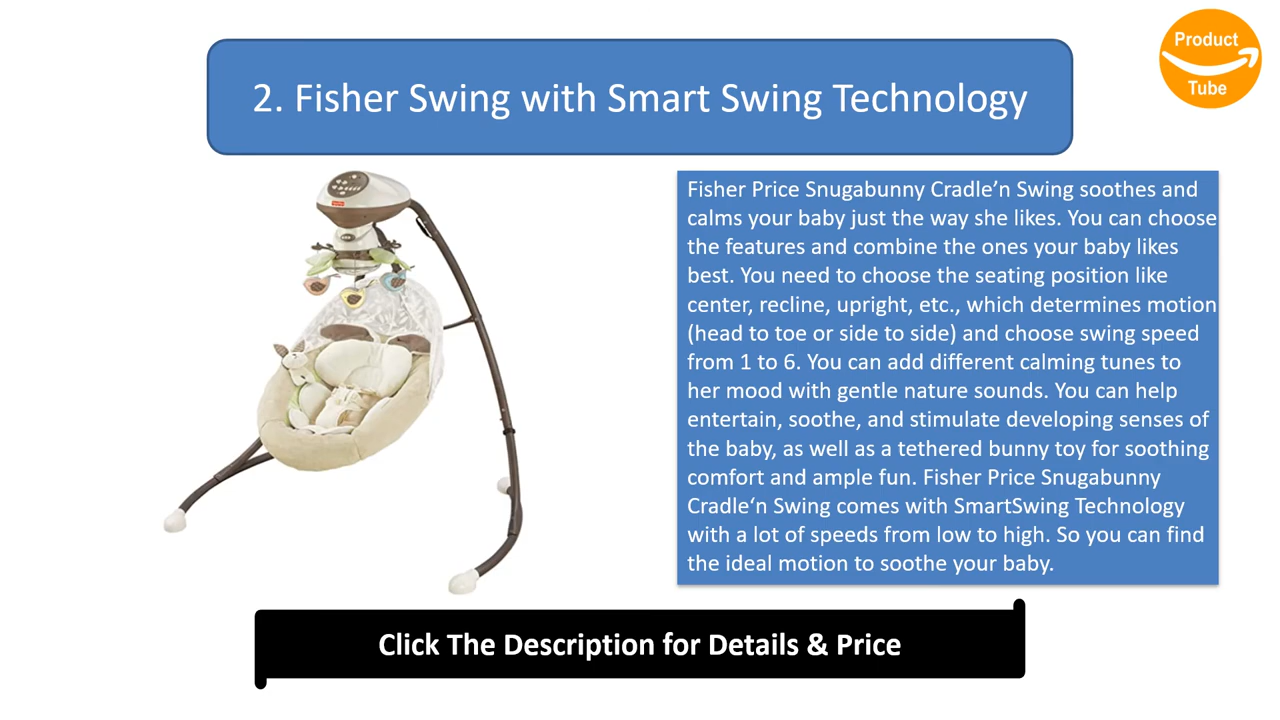 Product
Tube
2. Fisher Swing with Smart Swing Technology
Fisher Price Snugabunny Cradle’n Swing soothes and
calms your baby just the way she likes. You can choose
the features and combine the ones your baby likes
best. You need to choose the seating position like
center, recline, upright, etc., which determines motion
(head to toe or side to side) and choose swing speed
from 1 to 6. You can add different calming tunes to
her mood with gentle nature sounds. You can help
entertain, soothe, and stimulate developing senses of
the baby, as well as a tethered bunny toy for soothing
comfort and ample fun. Fisher Price Snugabunny
Cradle‘n Swing comes with SmartSwing Technology
with a lot of speeds from low to high. So you can find
the ideal motion to soothe your baby.
Click The Description for Details & Price